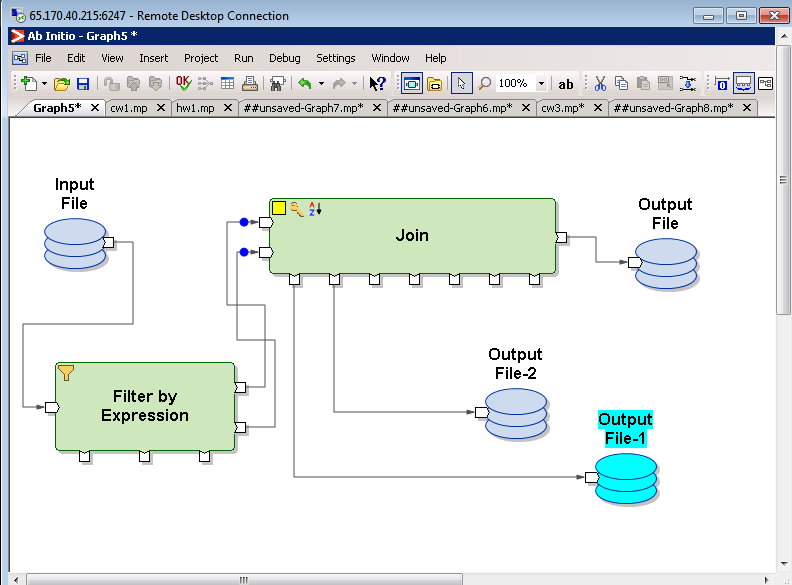 65.170.40.215:6247 - Remote Desktop Connection
Ab Initio - Graph5 *
File Edit View Insert Project Run Debug Settings Window Help
OK 100% ab
Graph5* cw1.mp hw1.mp ##unsaved-Graph7.mp* ##unsaved-Graph6.mp* cw3.mp* ##unsaved-Graph8.mp*
Input
File
A
Z
Join
Output
File
Filter by
Expression
Output
File-2
Output
File-1